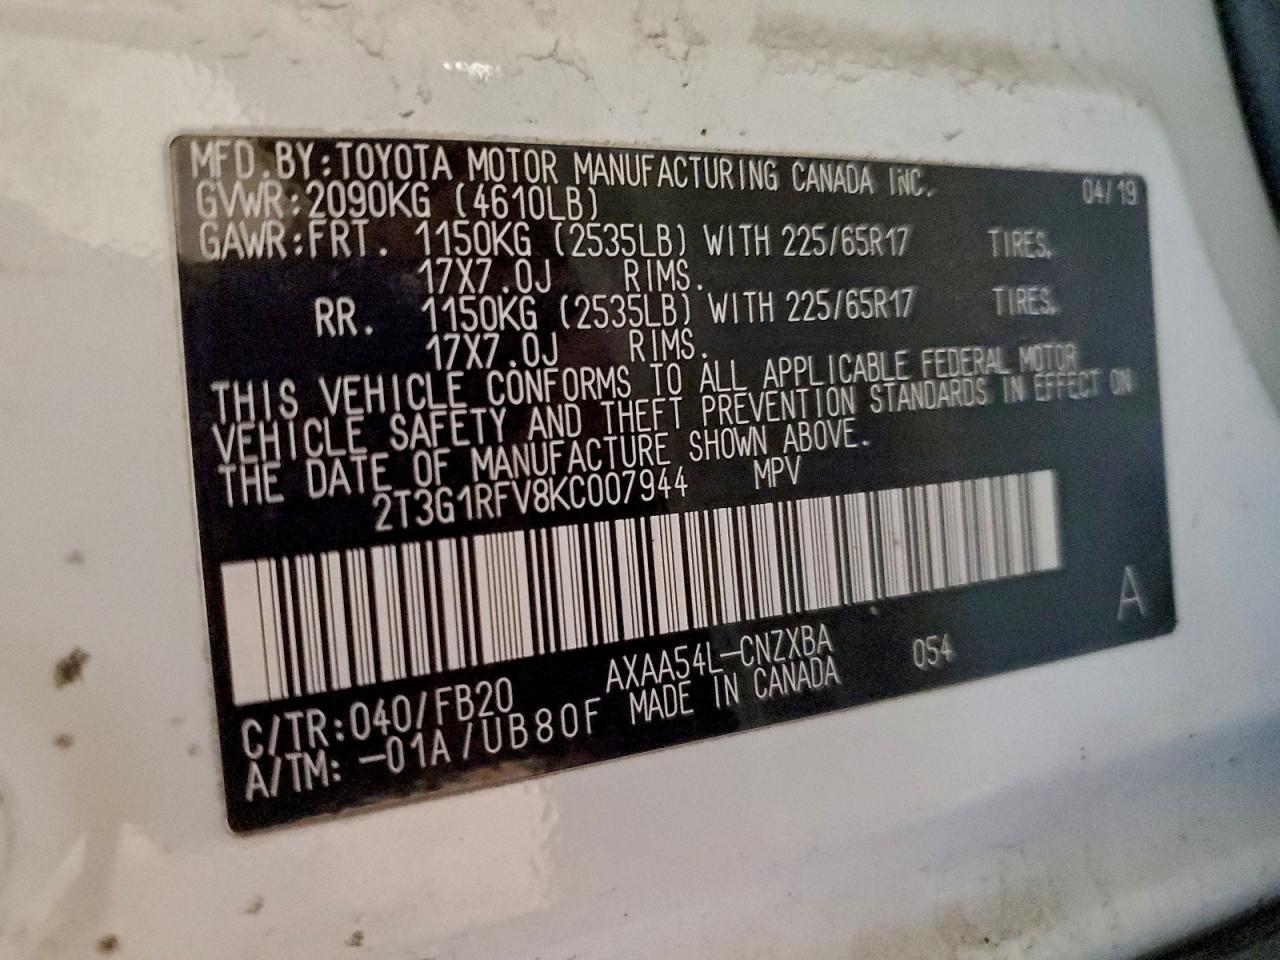 MFD.BY:TOYOTA MOTOR MANUFACTURING CANADA INC. 04/19
GVWR:2090KG (4610LB)
GAWR:FRT. 1150KG (2535LB) WITH 225/65R17 TIRES,
17X7.0J RIMS.
RR. 1150KG (2535LB) WITH 225/65R17 TIRES,
17X7.0J RIMS.
THIS VEHICLE CONFORMS TO ALL APPLICABLE FEDERAL MOTOR
VEHICLE SAFETY AND THEFT PREVENTION STANDARDS IN EFFECT ON
THE DATE OF MANUFACTURE SHOWN ABOVE.
2T3G1RFV8KC007944 MPV
A
AXAA54L-CNZXBA 054
C/TR:040/FB20 MADE IN CANADA
A/TM: -01A/UB80F